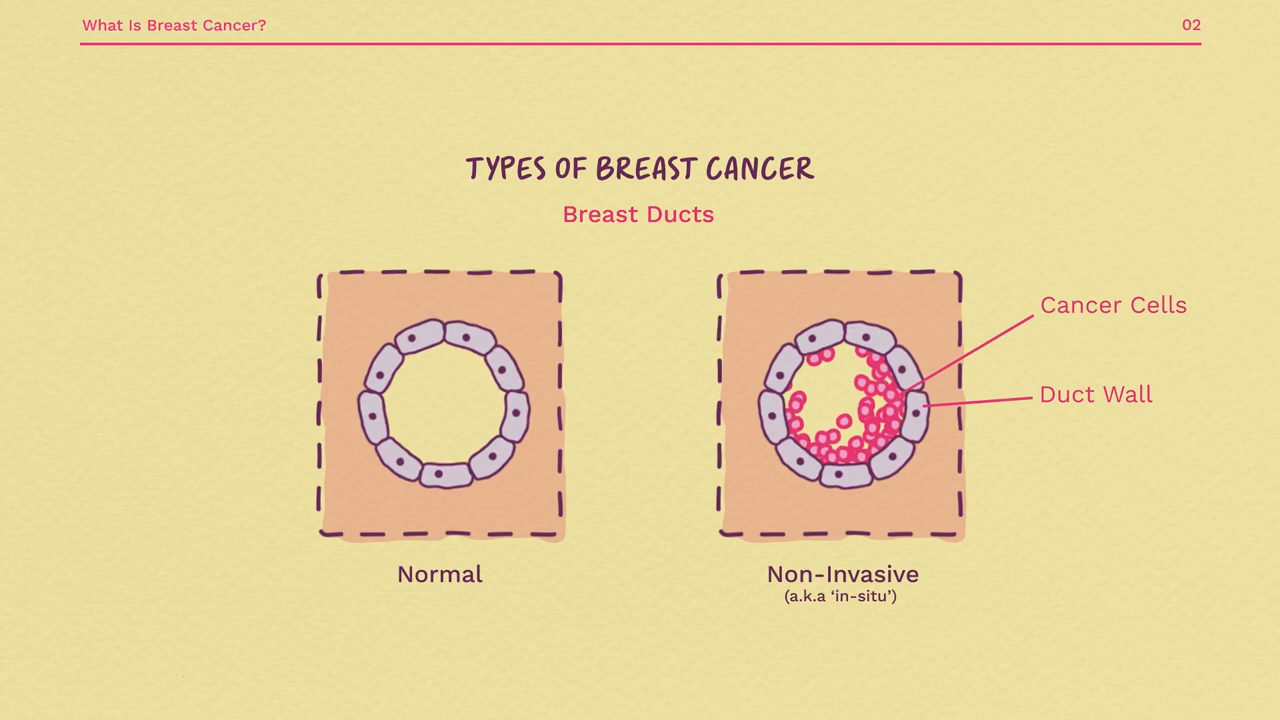 What Is Breast Cancer?
02
TYPES OF BREAST CANCER
Breast Ducts
Cancer Cells
Duct Wall
Normal
Non-Invasive
(a.k.a ‘in-situ’)